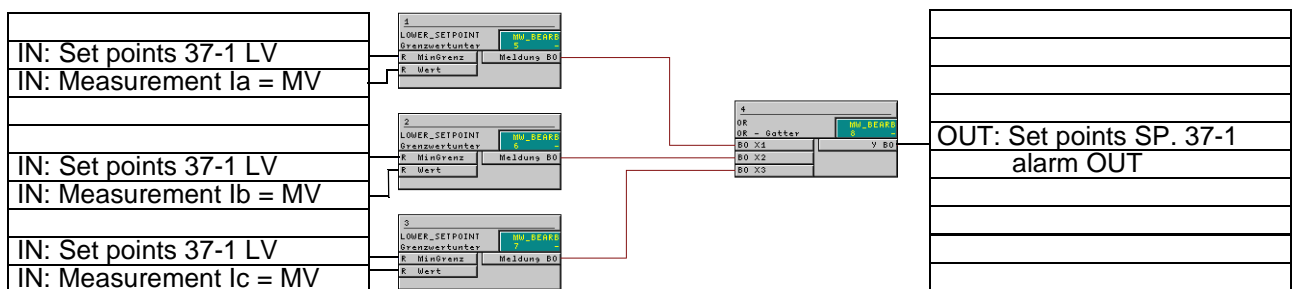 IN: Set points 37-1 LV
IN: Measurement Ia = MV
IN: Set points 37-1 LV
IN: Measurement Ib = MV
IN: Set points 37-1 LV
IN: Measurement Ic = MV
1
LOWER_SETPOINT MW_BEARB
Grenzwertunter 5 -
R MinGrenz Meldung BO
R Wert
2
LOWER_SETPOINT MW_BEARB
Grenzwertunter 6 -
R MinGrenz Meldung BO
R Wert
3
LOWER_SETPOINT MW_BEARB
Grenzwertunter 7 -
R MinGrenz Meldung BO
R Wert
4
OR MW_BEARB
OR - Gatter 8 -
BO X1 Y BO
BO X2
BO X3
OUT: Set points SP. 37-1
alarm OUT